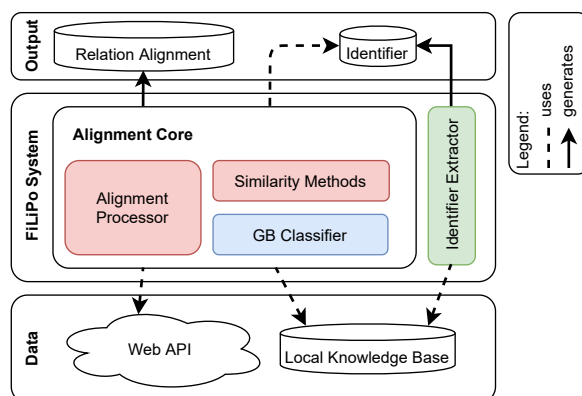 Output
Relation Alignment
Identifier
FiLiPo System
Alignment Core
Alignment
Processor
Similarity Methods
GB Classifier
Identifier Extractor
Data
Web API
Local Knowledge Base
Legend:
uses
generates